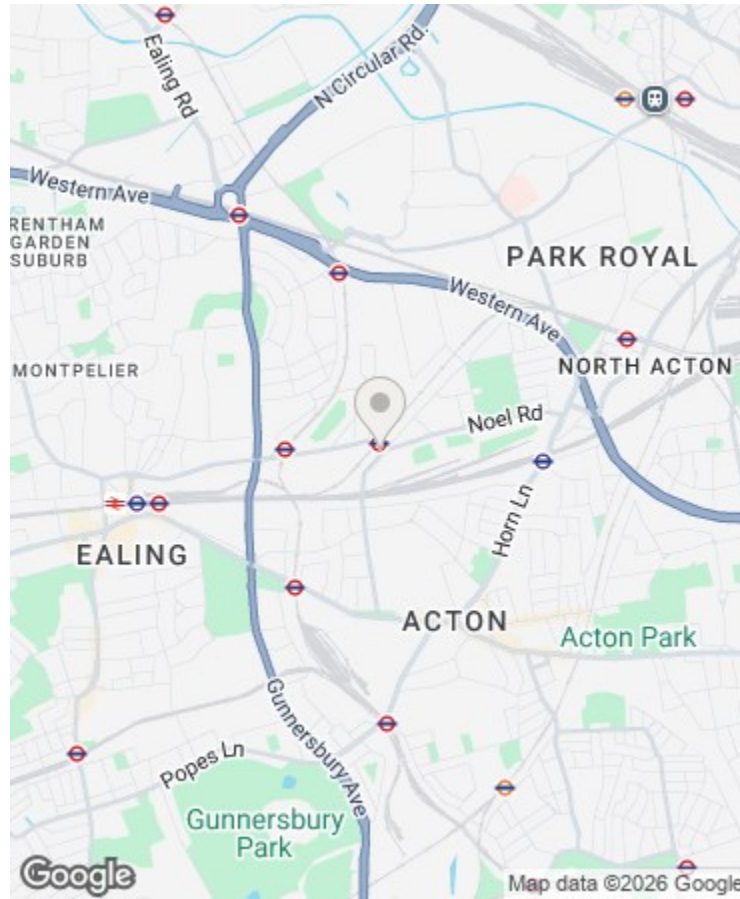 Ealing Rd
N Circular Rd.
Western Ave
RENTHAM
GARDEN
SUBURB
PARK ROYAL
Western Ave
MONTPELIER
NORTH ACTON
Noel Rd
Horn Ln
EALING
ACTON
Acton Park
Gunnersbury Ave
Popes Ln
Gunnersbury
Park
Google
Map data ©2026 Google